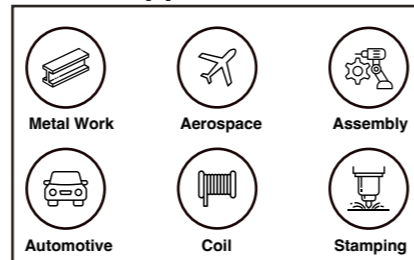 Metal Work
Aerospace
Assembly
Automotive
Coil
Stamping